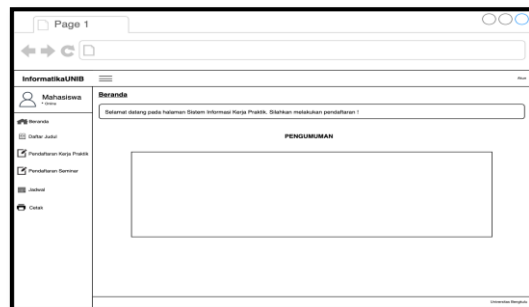 Page 1
InformatikaUNIB
Mahasiswa
Online
Beranda
Daftar Judul
Pendaftaran Kerja Praktik
Pendaftaran Seminar
Jadwal
Cetak
Beranda
Selamat datang pada halaman Sistem Informasi Kerja Praktik. Silahkan melakukan pendaftaran !
PENGUMUMAN
Universitas Bengkulu